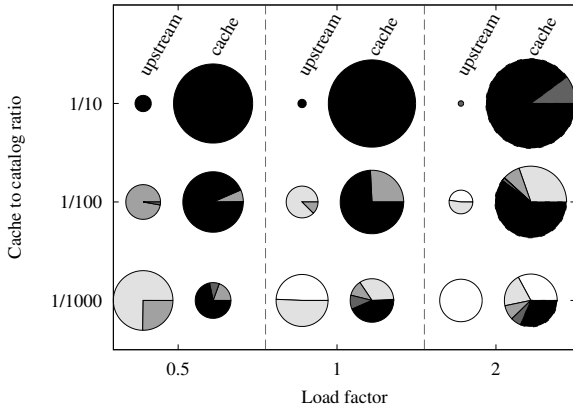 upstream
cache
upstream
cache
upstream
cache
Cache to catalog ratio
1/10
1/100
1/1000
0.5
1
2
Load factor